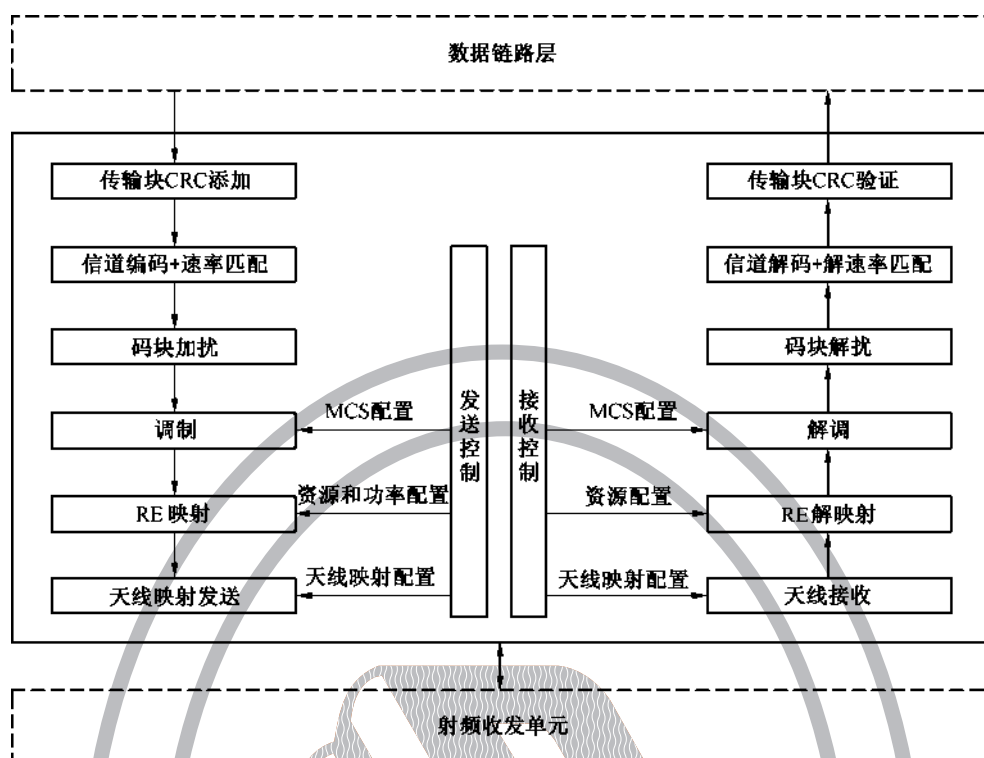 数据链路层
传输块CRC添加
传输块CRC验证
信道编码+速率匹配
信道解码+解速率匹配
码块加扰
码块解扰
发送控制
接收控制
MCS配置
MCS配置
调制
解调
资源和功率配置
资源配置
RE映射
RE解映射
天线映射配置
天线映射配置
天线映射发送
天线接收
射频收发单元